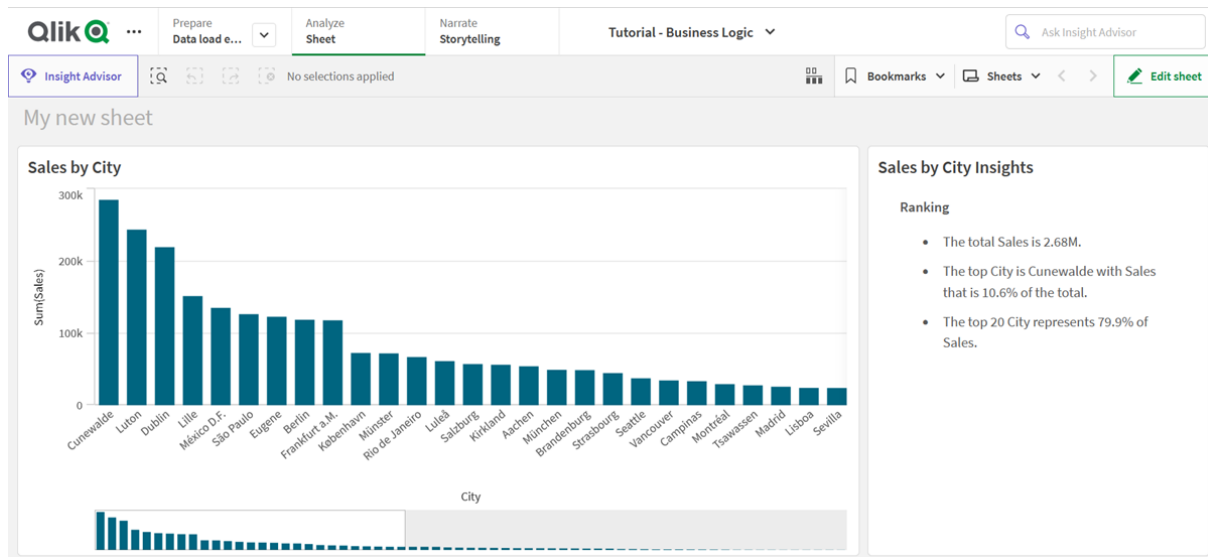 Qlik
Prepare
Data load e...
Analyze
Sheet
Narrate
Storytelling
Tutorial - Business Logic
Ask Insight Advisor
Insight Advisor
No selections applied
Bookmarks
Sheets
Edit sheet
My new sheet
Sales by City
300k
200k
100k
0
Sum(Sales)
Cunewalde
Luton
Dublin
Lille
México D.F.
São Paulo
Eugene
Berlin
Frankfurt a.M.
København
Münster
Rio de Janeiro
Luleå
Salzburg
Kirkland
Aachen
München
Brandenburg
Strasbourg
Seattle
Vancouver
Campinas
Montréal
Tsawassen
Madrid
Lisboa
Sevilla
City
Sales by City Insights
Ranking
• The total Sales is 2.68M.
• The top City is Cunewalde with Sales
that is 10.6% of the total.
• The top 20 City represents 79.9% of
Sales.